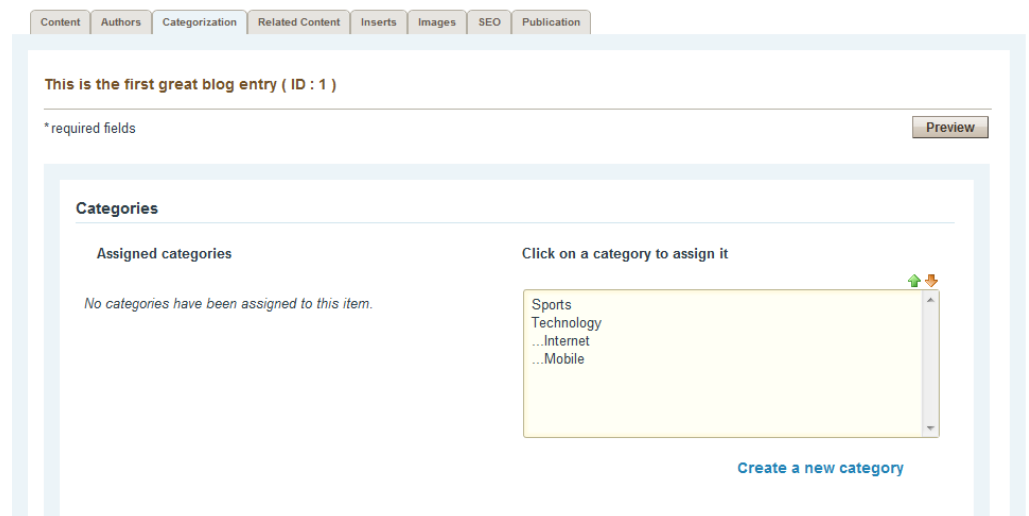 Content Authors Categorization Related Content Inserts Images SEO Publication
This is the first great blog entry ( ID : 1 )
* required fields
Preview
Categories
Assigned categories
Click on a category to assign it
No categories have been assigned to this item.
Sports
Technology
...Internet
...Mobile
Create a new category